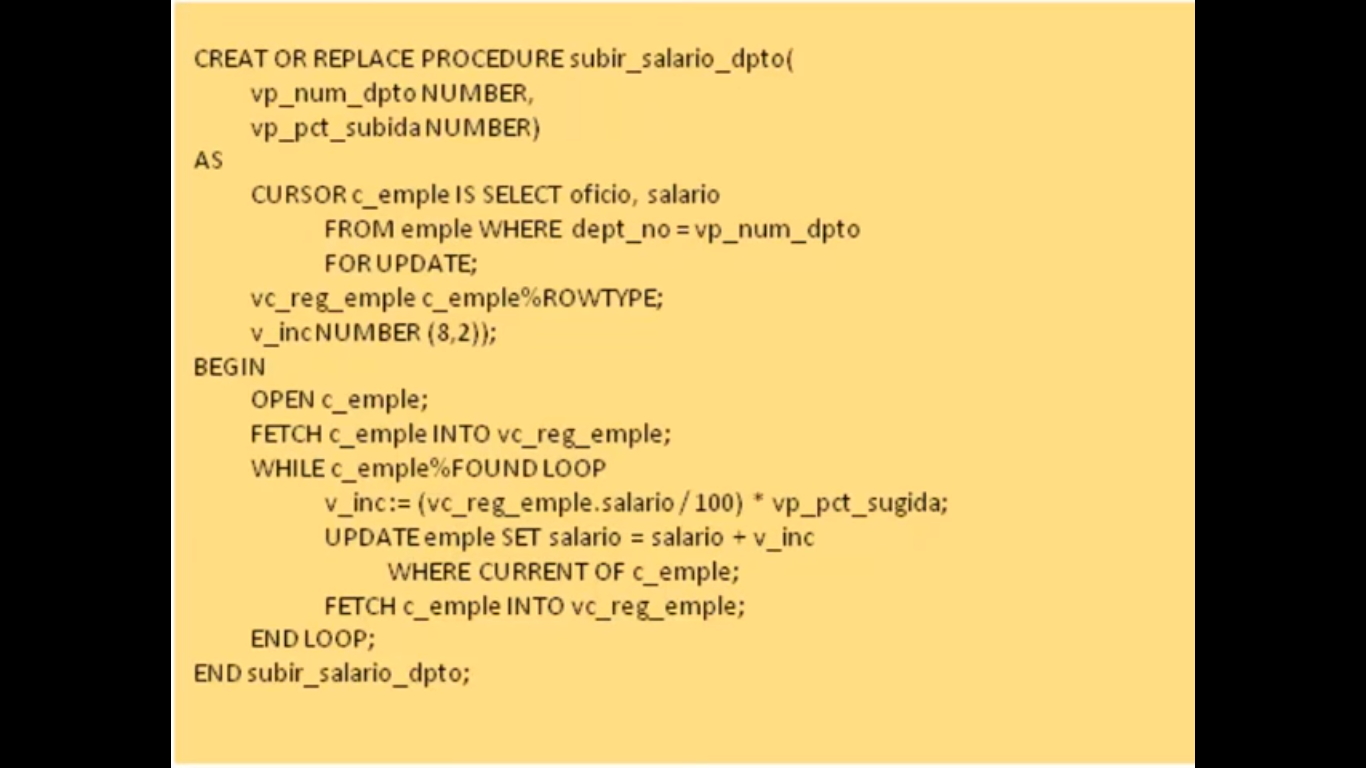 CREAT OR REPLACE PROCEDURE subir_salario_dpto(
vp_num_dpto NUMBER,
vp_pct_subida NUMBER)
AS
CURSOR c_emple IS SELECT oficio, salario
FROM emple WHERE dept_no = vp_num_dpto
FOR UPDATE;
vc_reg_emple c_emple%ROWTYPE;
v_inc NUMBER (8,2));
BEGIN
OPEN c_emple;
FETCH c_emple INTO vc_reg_emple;
WHILE c_emple%FOUND LOOP
v_inc:= (vc_reg_emple.salario / 100) * vp_pct_sugida;
UPDATE emple SET salario = salario + v_inc
WHERE CURRENT OF c_emple;
FETCH c_emple INTO vc_reg_emple;
END LOOP;
END subir_salario_dpto;